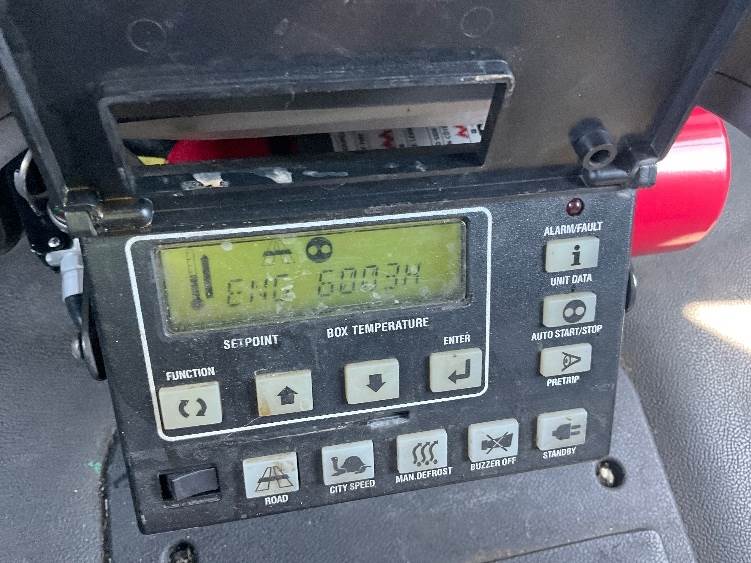 ENG 6003H
SETPOINT
BOX TEMPERATURE
FUNCTION
ENTER
ALARM/FAULT
i
UNIT DATA
AUTO START/STOP
PRETRIP
ROAD
CITY SPEED
MAN.DEFROST
BUZZER OFF
STANDBY